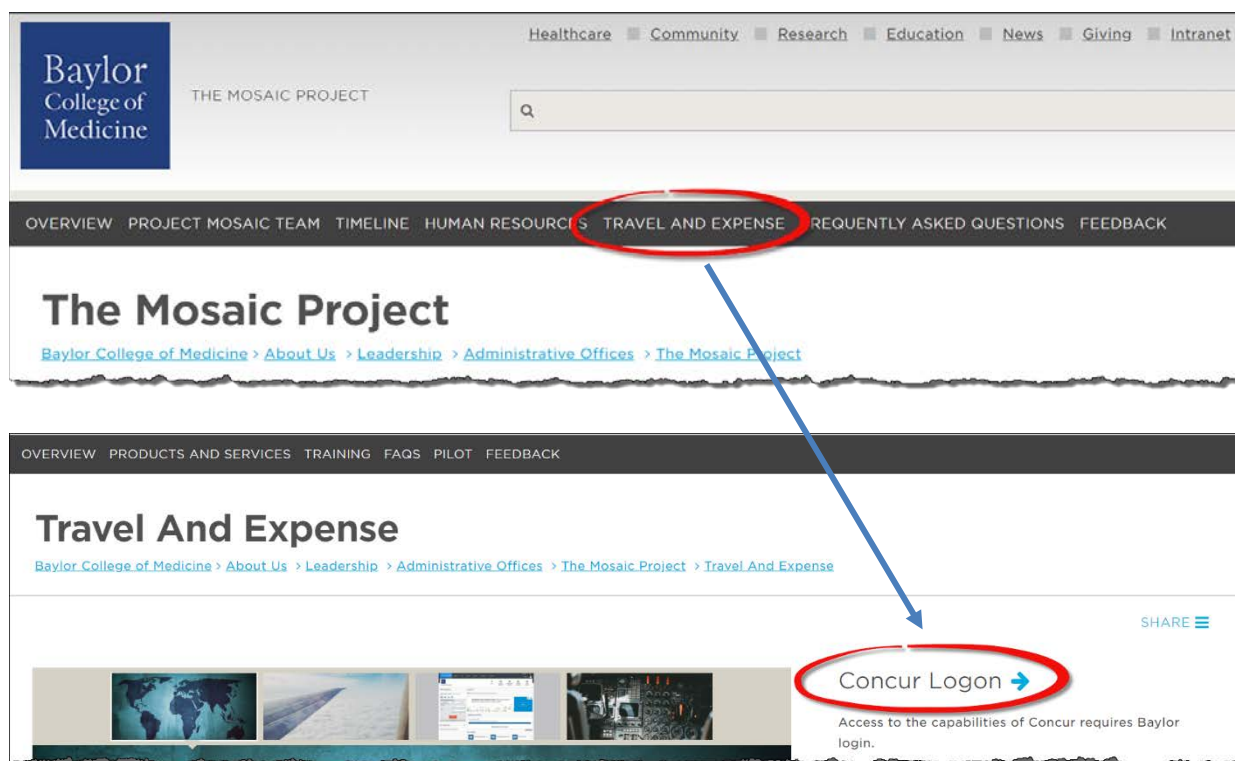 Healthcare Community Research Education News Giving Intranet
Baylor
College of
Medicine
THE MOSAIC PROJECT
OVERVIEW PROJECT MOSAIC TEAM TIMELINE HUMAN RESOURCES TRAVEL AND EXPENSE REQUENTLY ASKED QUESTIONS FEEDBACK
The Mosaic Project
Baylor College of Medicine > About Us > Leadership > Administrative Offices > The Mosaic Project
OVERVIEW PRODUCTS AND SERVICES TRAINING FAQS PILOT FEEDBACK
Travel And Expense
Baylor College of Medicine > About Us > Leadership > Administrative Offices > The Mosaic Project > Travel And Expense
SHARE
Concur Logon
Access to the capabilities of Concur requires Baylor
login.